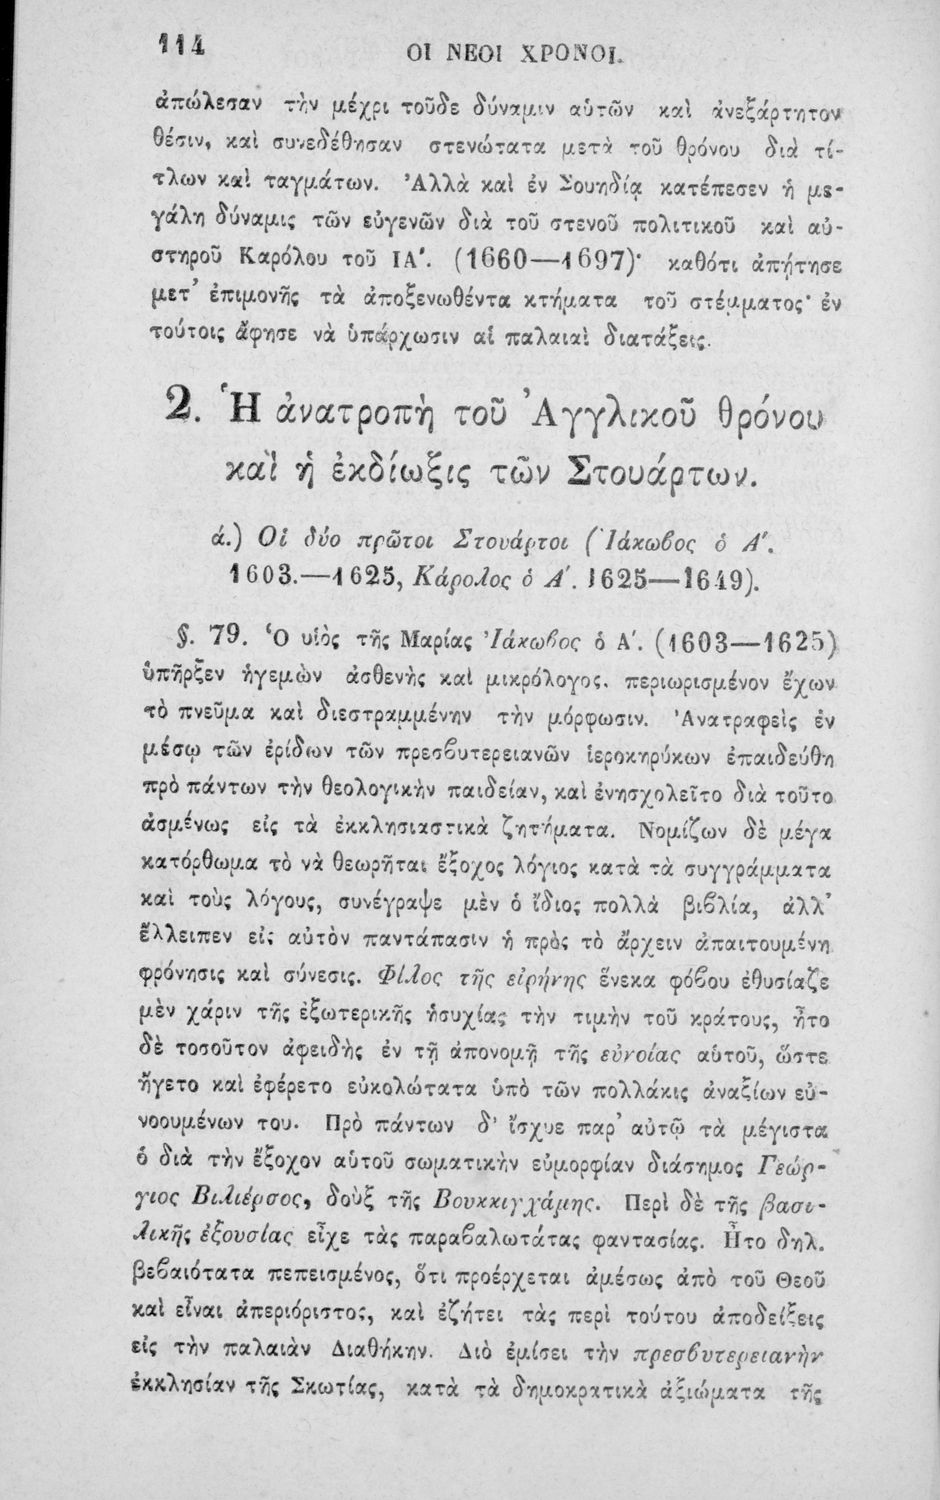 114 ΟΙ ΝΕΟΙ ΧΡΟΝΟΙ.
ἀπώλεσαν τὴν μέχρι τοῦδε δύναμιν αὑτῶν καὶ ἀνεξάρτητον
θέσιν, καὶ συνεδέθησαν στενώτατα μετὰ τοῦ θρόνου διὰ τί-
τλων καὶ ταγμάτων. Ἀλλὰ καὶ ἐν Σουηδίᾳ κατέπεσεν ἡ με-
γάλη δύναμις τῶν εὐγενῶν διὰ τοῦ στενοῦ πολιτικοῦ καὶ αὐ-
στηροῦ Καρόλου τοῦ ΙΑ'. (1660—1697)· καθότι ἀπῄτησε
μετ' ἐπιμονῆς τὰ ἀποξενωθέντα κτήματα τοῦ στέμματος· ἐν
τούτοις ἄφησε νὰ ὑπάρχωσιν αἱ παλαιαὶ διατάξεις.
2. Ἡ ἀνατροπὴ τοῦ Ἀγγλικοῦ θρόνου
καὶ ἡ ἐκδίωξις τῶν Στουάρτων.
ά.) Οἱ δύο πρῶτοι Στουάρτοι (Ἰάκωβος ὁ Α'.
1603.—1625, Κάρολος ὁ Α'. 1625—1649).
§. 79. Ὁ υἱὸς τῆς Μαρίας Ἰάκωβος ὁ Α'. (1603—1625)
ὑπῆρξεν ἡγεμὼν ἀσθενὴς καὶ μικρόλογος, περιωρισμένον ἔχων
τὸ πνεῦμα καὶ διεστραμμένην τὴν μόρφωσιν. Ἀνατραφεὶς ἐν
μέσῳ τῶν ἐρίδων τῶν πρεσϐυτερειανῶν ἱεροκηρύκων ἐπαιδεύθη
πρὸ πάντων τὴν θεολογικὴν παιδείαν, καὶ ἐνησχολεῖτο διὰ τοῦτο
ἀσμένως εἰς τὰ ἐκκλησιαστικὰ ζητήματα. Νομίζων δὲ μέγα
κατόρθωμα τὸ νὰ θεωρῆται ἔξοχος λόγιος κατὰ τὰ συγγράμματα
καὶ τοὺς λόγους, συνέγραψε μὲν ὁ ἴδιος πολλὰ βιϐλία, ἀλλ'
ἔλλειπεν εἰς αὐτὸν παντάπασιν ἡ πρὸς τὸ ἄρχειν ἀπαιτουμένη
φρόνησις καὶ σύνεσις. Φίλος τῆς εἰρήνης ἕνεκα φόϐου ἐθυσίαζε
μὲν χάριν τῆς ἐξωτερικῆς ἡσυχίας τὴν τιμὴν τοῦ κράτους, ἦτο
δὲ τοσοῦτον ἀφειδὴς ἐν τῇ ἀπονομῇ τῆς εὐνοίας αὑτοῦ, ὥστε
ἤγετο καὶ ἐφέρετο εὐκολώτατα ὑπὸ τῶν πολλάκις ἀναξίων εὐ-
νοουμένων του. Πρὸ πάντων δ' ἴσχυε παρ' αὐτῷ τὰ μέγιστα
ὁ διὰ τὴν ἔξοχον αὑτοῦ σωματικὴν εὐμορφίαν διάσημος Γεώρ-
γιος Βιλιέρσος, δοὺξ τῆς Βουκκιγχάμης. Περὶ δὲ τῆς βασι-
λικῆς ἐξουσίας εἶχε τὰς παραϐαλωτάτας φαντασίας. Ἦτο δηλ.
βεϐαιότατα πεπεισμένος, ὅτι προέρχεται ἀμέσως ἀπὸ τοῦ Θεοῦ
καὶ εἶναι ἀπεριόριστος, καὶ ἐζήτει τὰς περὶ τούτου ἀποδείξεις
εἰς τὴν παλαιὰν Διαθήκην. Διὸ ἐμίσει τὴν πρεσϐυτερειανὴν
ἐκκλησίαν τῆς Σκωτίας, κατὰ τὰ δημοκρατικὰ ἀξιώματα τῆς